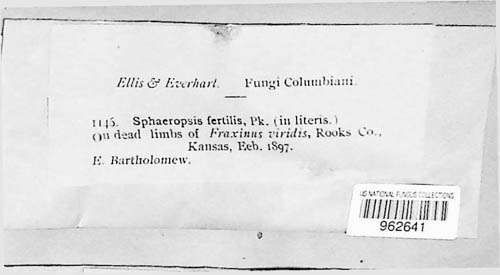 Ellis & Everhart. Fungi Columbiani.
1145. Sphaeropsis fertilis, Pk. (in literis.)
On dead limbs of Fraxinus viridis, Rooks Co.,
Kansas, Feb. 1897.
E. Bartholomew.
US NATIONAL FUNGUS COLLECTIONS
962641